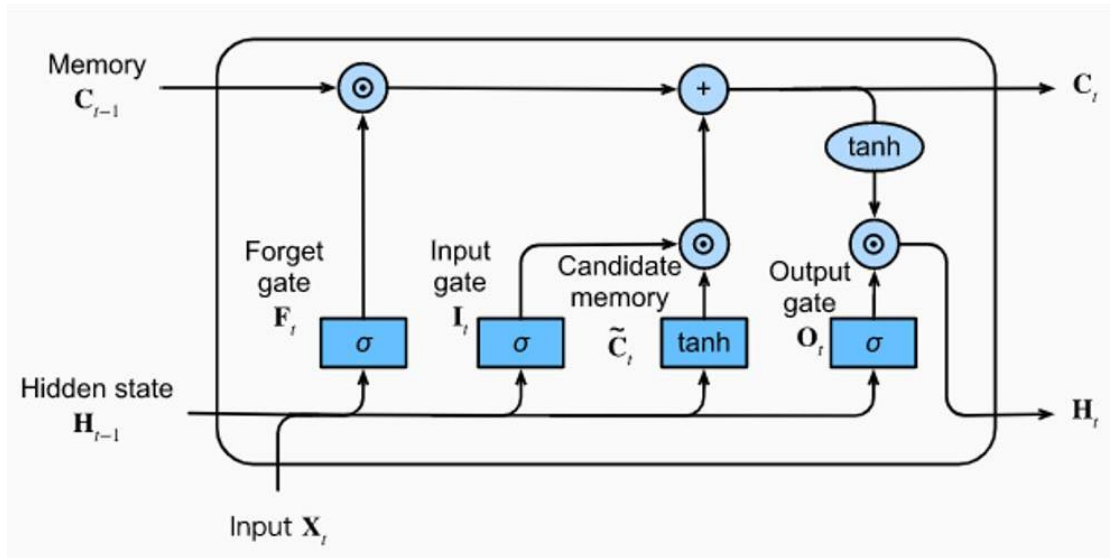 Memory
C_{t-1}
⊙
+
C_t
tanh
Forget
gate
F_t
Input
gate
I_t
⊙
Candidate
memory
C̃_t
⊙
Output
gate
O_t
σ
σ
tanh
σ
Hidden state
H_{t-1}
H_t
Input X_t